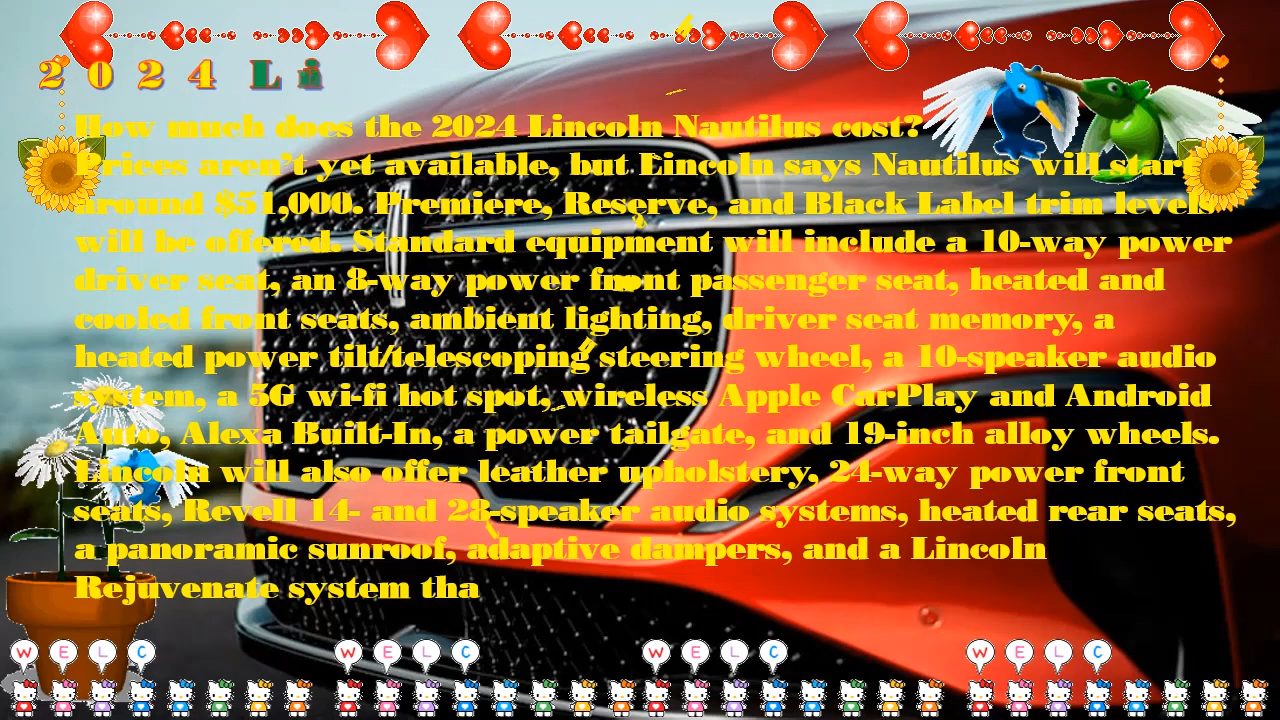 2024 Li
How much does the 2024 Lincoln Nautilus cost?
Prices aren't yet available, but Lincoln says Nautilus will start
around $51,000. Premiere, Reserve, and Black Label trim levels
will be offered. Standard equipment will include a 10-way power
driver seat, an 8-way power front passenger seat, heated and
cooled front seats, ambient lighting, driver seat memory, a
heated power tilt/telescoping steering wheel, a 10-speaker audio
system, a 5G wi-fi hot spot, wireless Apple CarPlay and Android
Auto, Alexa Built-In, a power tailgate, and 19-inch alloy wheels.
Lincoln will also offer leather upholstery, 24-way power front
seats, Revell 14- and 28-speaker audio systems, heated rear seats,
a panoramic sunroof, adaptive dampers, and a Lincoln
Rejuvenate system tha
W E L C W E L C W E L C W E L C